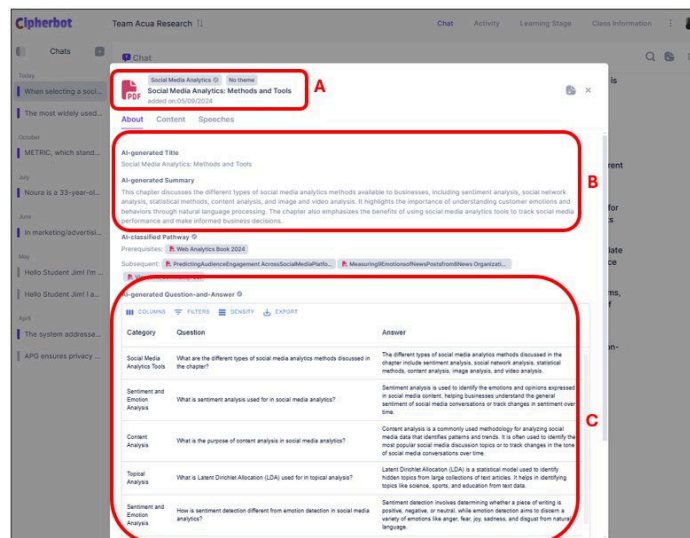 Cipherbot
Team Acua Research
Chat Activity Learning Stage Class Information
Chats
Chat
Today
When selecting a soci...
The most widely used...
October
METRIC, which stand...
July
Noura is a 33-year-ol...
June
In marketing/advertisi...
May
Hello Student Jim! I'm ...
Hello Student Jim! I a...
April
The system addresse...
APG ensures privacy ...
Social Media Analytics No theme
PDF
Social Media Analytics: Methods and Tools
added on:05/09/2024
A
About Content Speeches
AI-generated Title
Social Media Analytics: Methods and Tools
AI-generated Summary
This chapter discusses the different types of social media analytics methods available to businesses, including sentiment analysis, social network
analysis, statistical methods, content analysis, and image and video analysis. It highlights the importance of understanding customer emotions and
behaviors through natural language processing. The chapter also emphasizes the benefits of using social media analytics tools to track social media
performance and make informed business decisions.
B
AI-classified Pathway
Prerequisites: Web Analytics Book 2024
Subsequent: PredictingAudienceEngagement AcrossSocialMediaPlatfo... Measuring9EmotionsofNewsPostsfrom8News Organizati...
AI-generated Question-and-Answer
COLUMNS FILTERS DENSITY EXPORT
Category Question Answer
Social Media Analytics Tools
What are the different types of social media analytics methods discussed in
the chapter?
The different types of social media analytics methods discussed in the
chapter include sentiment analysis, social network analysis, statistical
methods, content analysis, image analysis, and video analysis.
Sentiment and Emotion Analysis
What is sentiment analysis used for in social media analytics?
Sentiment analysis is used to identify the emotions and opinions expressed
in social media content, helping businesses understand the general
sentiment of social media conversations or track changes in sentiment over
time.
C
Content Analysis
What is the purpose of content analysis in social media analytics?
Content analysis is a commonly used methodology for analyzing social
media data that identifies patterns and trends. It is often used to identify the
most popular social media discussion topics or to track changes in the tone
of social media conversations over time.
Topical Analysis
What is Latent Dirichlet Allocation (LDA) used for in topical analysis?
Latent Dirichlet Allocation (LDA) is a statistical model used to identify
hidden topics from large collections of text articles. It helps in identifying
topics like science, sports, and education from text data.
Sentiment and Emotion Analysis
How is sentiment detection different from emotion detection in social media
analytics?
Sentiment detection involves determining whether a piece of writing is
positive, negative, or neutral, while emotion detection aims to discern a
variety of emotions like anger, fear, joy, sadness, and disgust from natural
language.